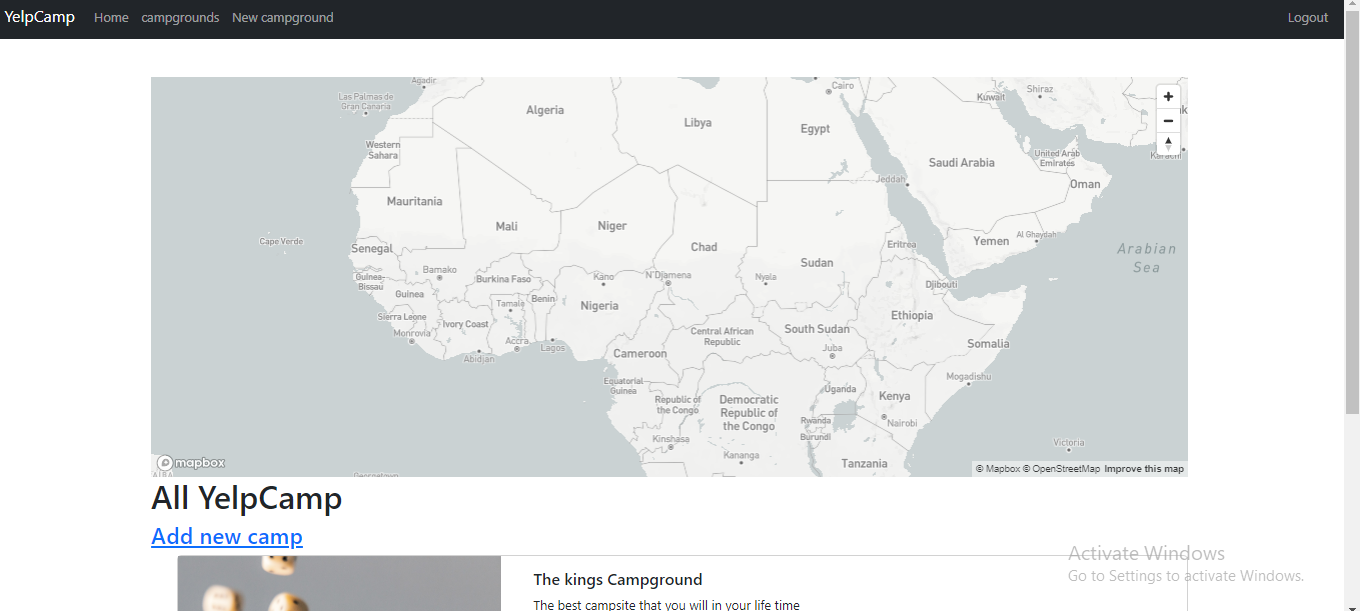 YelpCamp Home campgrounds New campground Logout
Agadir
Cairo
Kuwait
Shiraz
Las Palmas de
Gran Canaria
Algeria
Libya
Egypt
Western
Sahara
Saudi Arabia
United Arab
Emirates
Karachi
Jeddah
Oman
Mauritania
Mali
Niger
Chad
Cape Verde
Senegal
Sudan
Eritrea
Yemen
Al Ghaydah
Arabian
Sea
Bamako
Guinea-
Bissau
Burkina Faso
Kano
N'Djamena
Nyala
Djibouti
Guinea
Tamale
Benin
Nigeria
Sierra Leone
Ivory Coast
Monrovia
Accra
Lagos
Abidjan
Central African
Republic
South Sudan
Ethiopia
Somalia
Cameroon
Juba
Equatorial
Guinea
Republic of
the Congo
Democratic
Republic of
the Congo
Uganda
Kenya
Mogadishu
Rwanda
Burundi
Nairobi
Kinshasa
Kananga
Tanzania
Victoria
mapbox
Georgetown
© Mapbox © OpenStreetMap Improve this map
All YelpCamp
Add new camp
The kings Campground
The best campsite that you will in your life time
Activate Windows
Go to Settings to activate Windows.